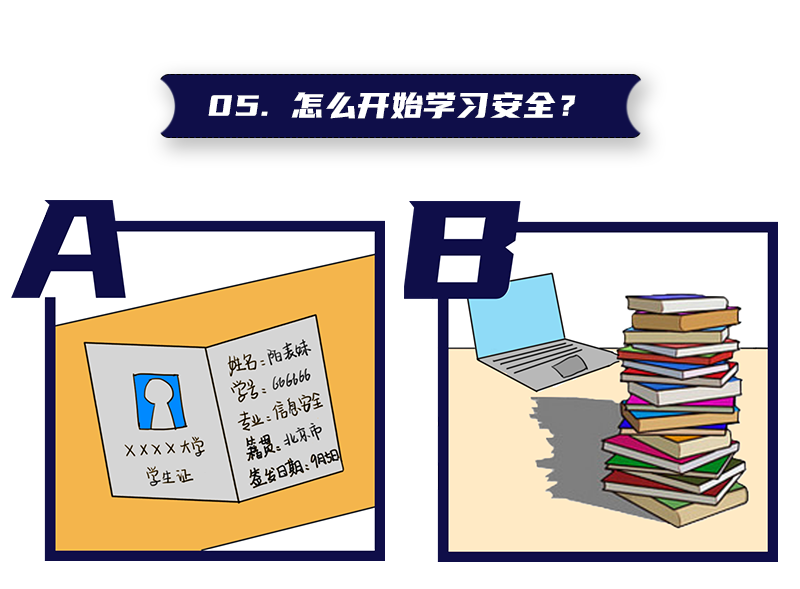 05. 怎么开始学习安全？
A
B
姓名：阳表妹
学号：666666
专业：信息安全
籍贯：北京市
签发日期：9月5日
XXXX大学
学生证